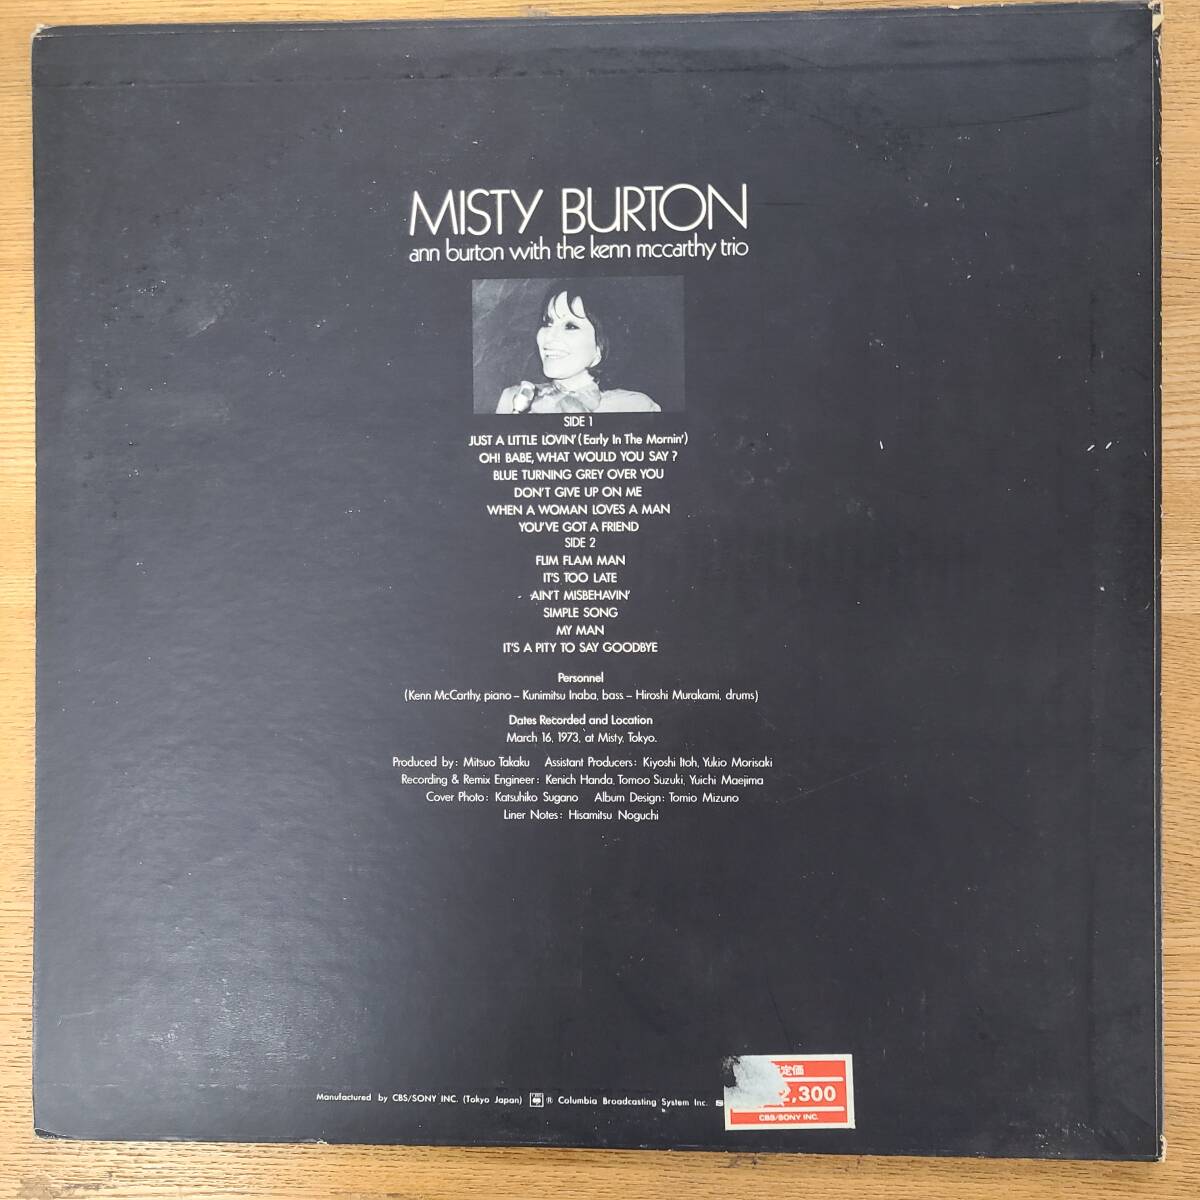 MISTY BURTON
ann burton with the kenn mccarthy trio
SIDE 1
JUST A LITTLE LOVIN' (Early In The Mornin')
OH! BABE, WHAT WOULD YOU SAY?
BLUE TURNING GREY OVER YOU
DON'T GIVE UP ON ME
WHEN A WOMAN LOVES A MAN
YOU'VE GOT A FRIEND
SIDE 2
FLIM FLAM MAN
IT'S TOO LATE
AIN'T MISBEHAVIN'
SIMPLE SONG
MY MAN
IT'S A PITY TO SAY GOODBYE
Personnel
(Kenn McCarthy, piano – Kunimitsu Inaba, bass – Hiroshi Murakami, drums)
Dates Recorded and Location
March 16, 1973, at Misty, Tokyo.
Produced by: Mitsuo Takaku Assistant Producers: Kiyoshi Itoh, Yukio Morisaki
Recording & Remix Engineer: Kenich Handa, Tomoo Suzuki, Yuichi Maejima
Cover Photo: Katsuhiko Sugano Album Design: Tomio Mizuno
Liner Notes: Hisamitsu Noguchi
Manufactured by CBS/SONY INC. (Tokyo Japan) ® Columbia Broadcasting System Inc.
定価
2,300
CBS/SONY INC.